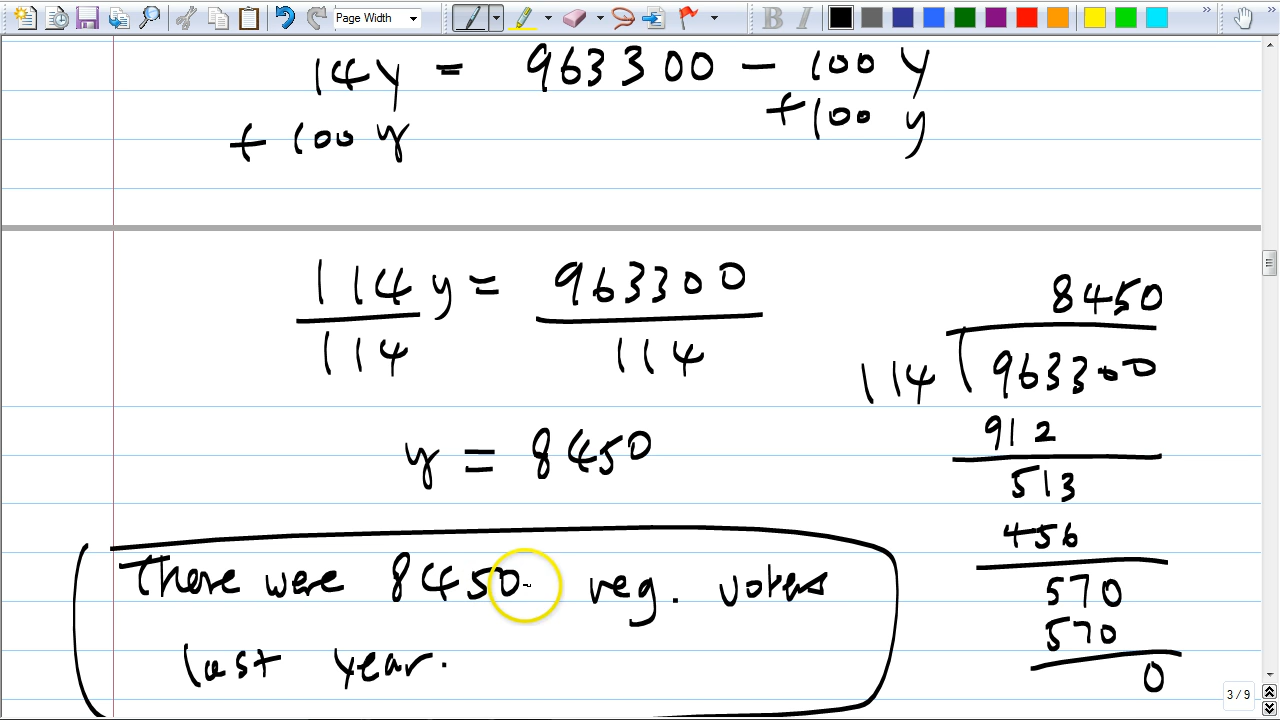 Page Width
B I U
14y = 963300 - 100y
+ 100y + 100y
114y = 963300
114 114
y = 8450
There were 8450 reg. voters
last year.
8450
114 963300
912
513
456
570
570
0
3 / 9